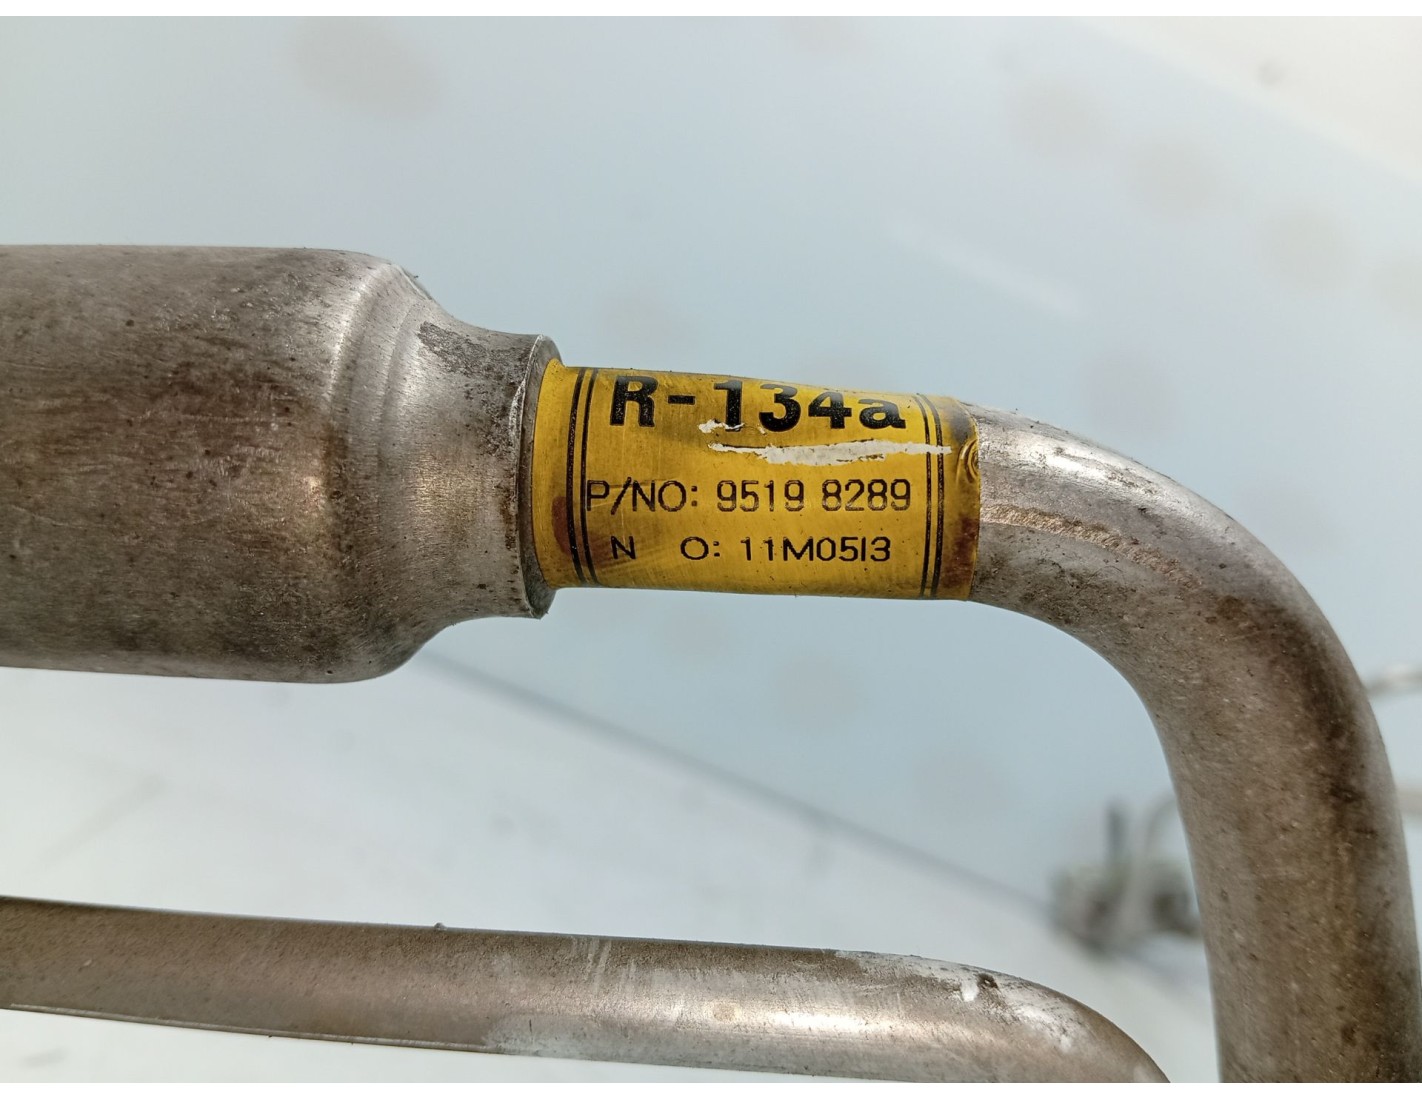 R-134a
P/NO: 9519 8289
N O: 11M05I3